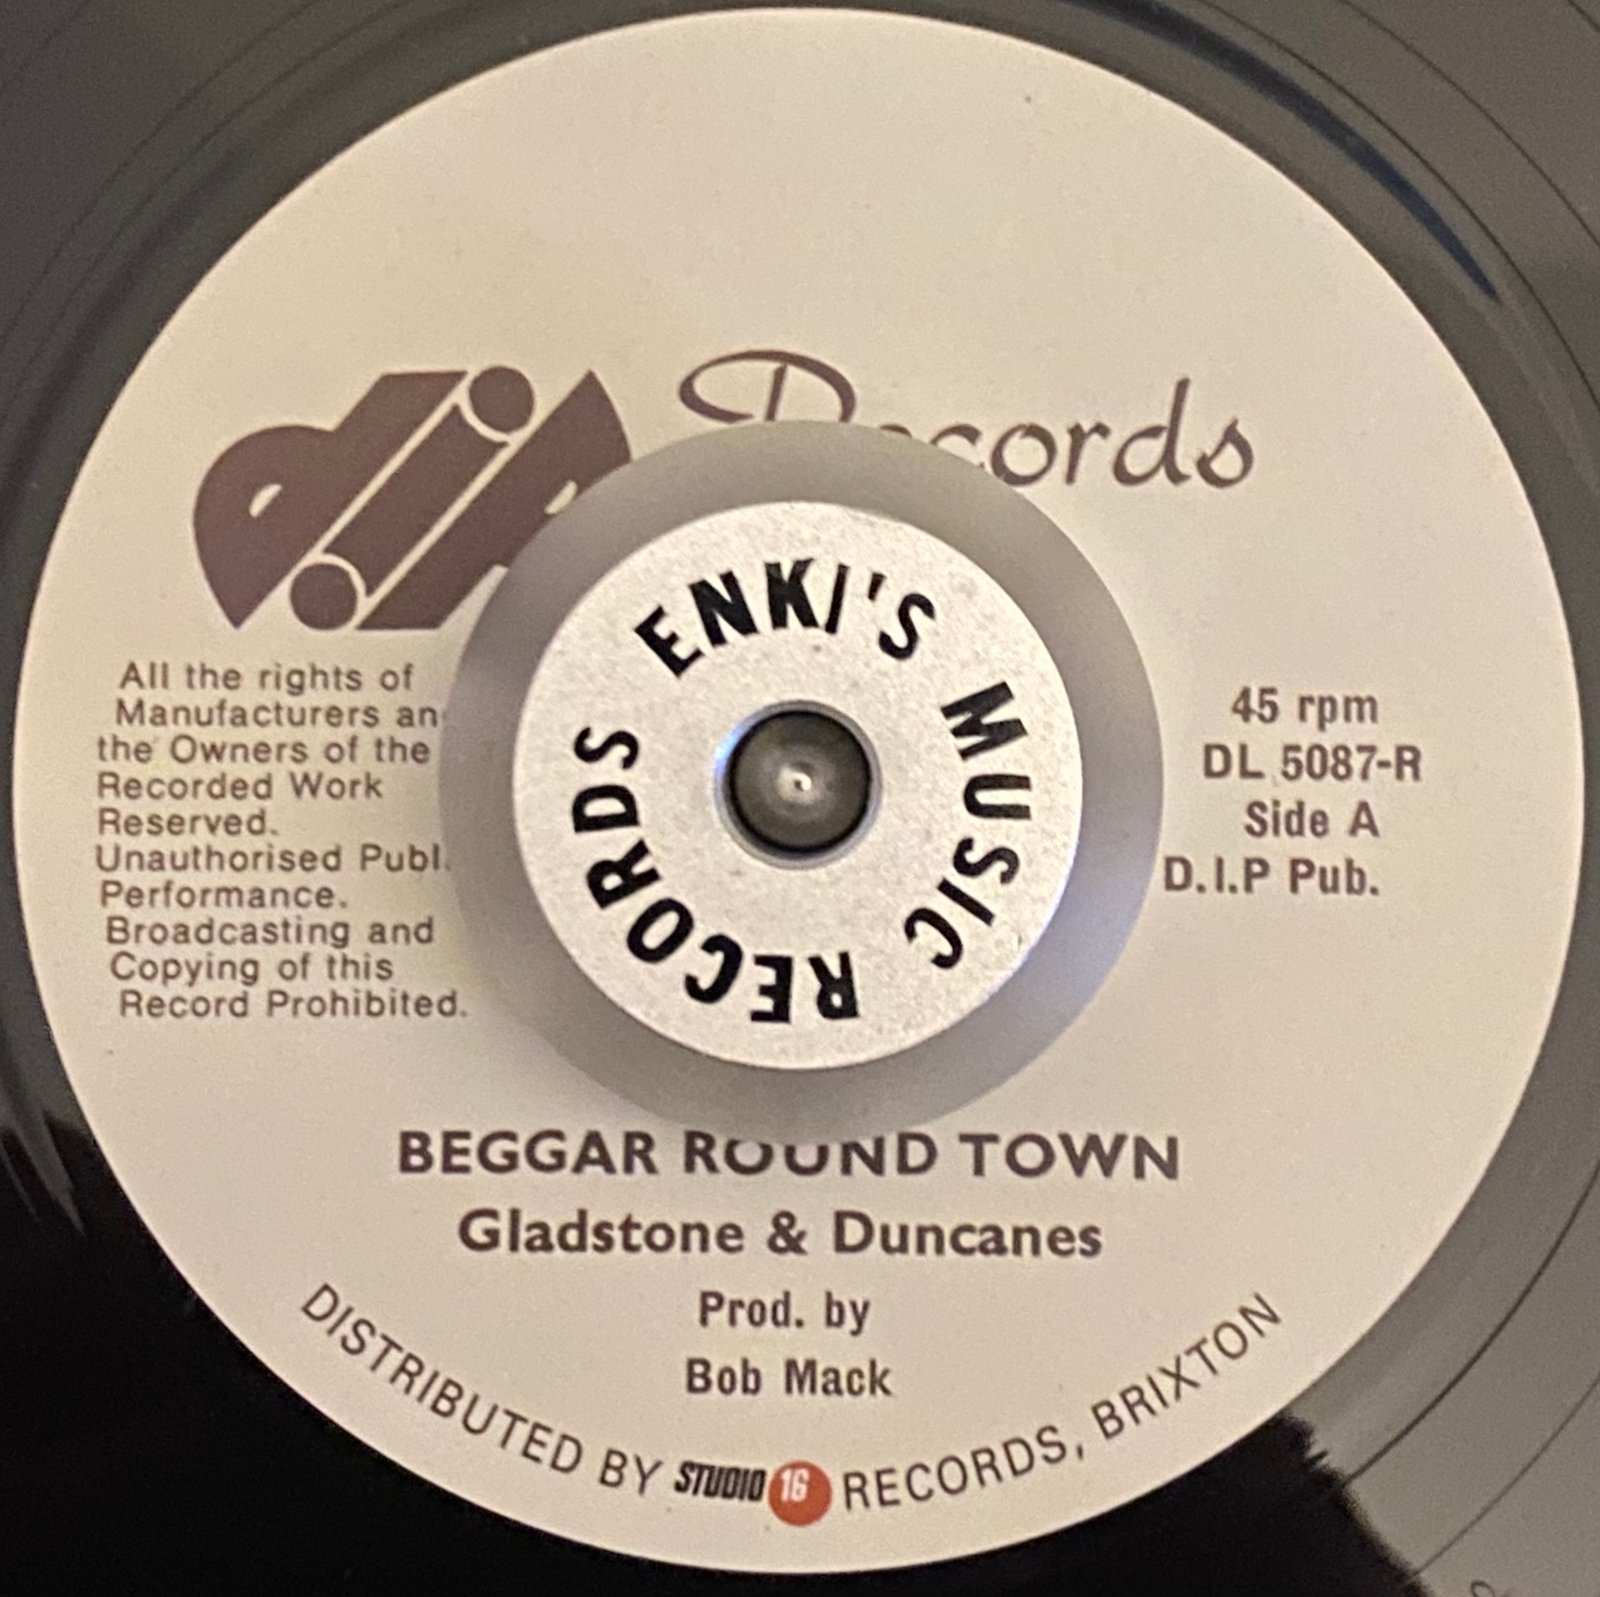 dip Records
ENKI'S MUSIC RECORDS
All the rights of
Manufacturers an
the Owners of the
Recorded Work
Reserved.
Unauthorised Publ.
Performance.
Broadcasting and
Copying of this
Record Prohibited.
45 rpm
DL 5087-R
Side A
D.I.P Pub.
BEGGAR ROUND TOWN
Gladstone & Duncanes
Prod. by
Bob Mack
DISTRIBUTED BY STUDIO 16 RECORDS, BRIXTON